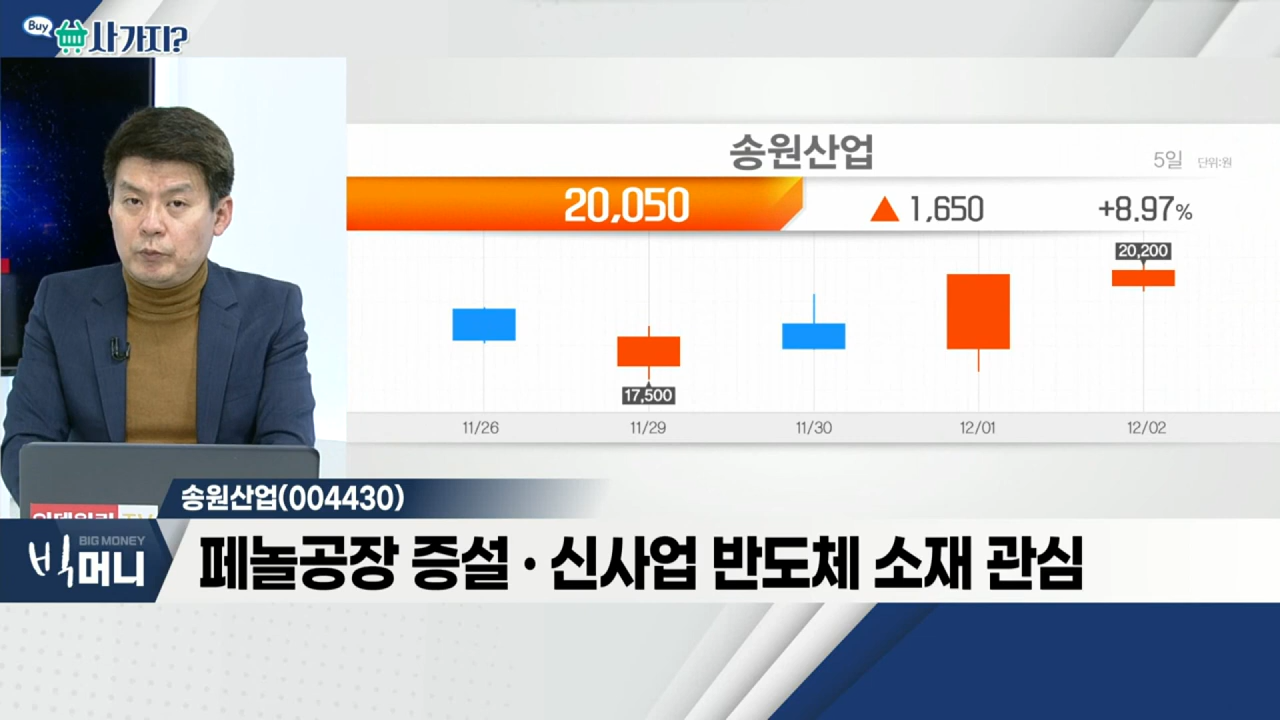 Buy 사가지?
송원산업
5일 단위:원
20,050 ▲ 1,650 +8.97%
20,200
17,500
11/26 11/29 11/30 12/01 12/02
송원산업(004430)
BIG MONEY
빅머니
페놀공장 증설·신사업 반도체 소재 관심